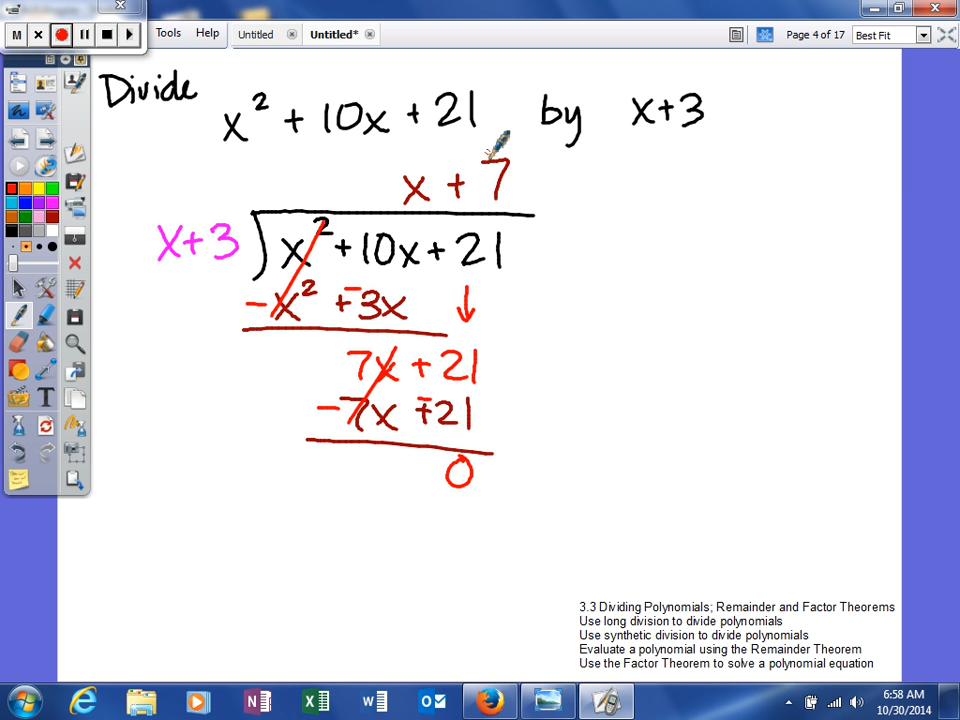 M
Tools Help Untitled Untitled* Page 4 of 17 Best Fit
Divide
x² + 10x + 21 by x+3
x + 7
x+3 ) x² + 10x + 21
- x² + - 3x ↓
7x + 21
- 7x + - 21
0
3.3 Dividing Polynomials; Remainder and Factor Theorems
Use long division to divide polynomials
Use synthetic division to divide polynomials
Evaluate a polynomial using the Remainder Theorem
Use the Factor Theorem to solve a polynomial equation
6:58 AM
10/30/2014